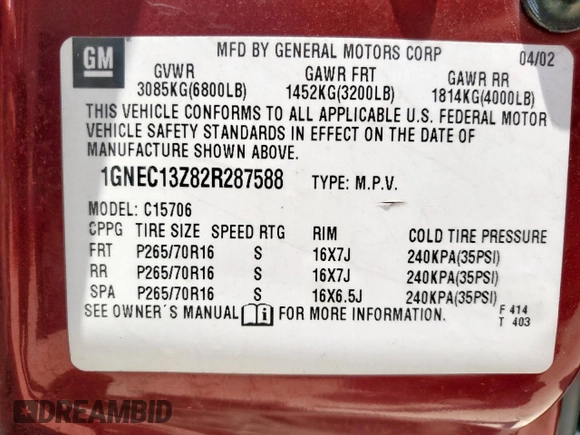 GM
MFD BY GENERAL MOTORS CORP 04/02
GVWR GAWR FRT GAWR RR
3085KG(6800LB) 1452KG(3200LB) 1814KG(4000LB)
THIS VEHICLE CONFORMS TO ALL APPLICABLE U.S. FEDERAL MOTOR
VEHICLE SAFETY STANDARDS IN EFFECT ON THE DATE OF
MANUFACTURE SHOWN ABOVE.
1GNEC13Z82R287588 TYPE: M.P.V.
MODEL: C15706
CPPG TIRE SIZE SPEED RTG RIM COLD TIRE PRESSURE
FRT P265/70R16 S 16X7J 240KPA(35PSI)
RR P265/70R16 S 16X7J 240KPA(35PSI)
SPA P265/70R16 S 16X6.5J 240KPA(35PSI)
SEE OWNER´S MANUAL FOR MORE INFORMATION.
F 414
T 403
DREAMBID